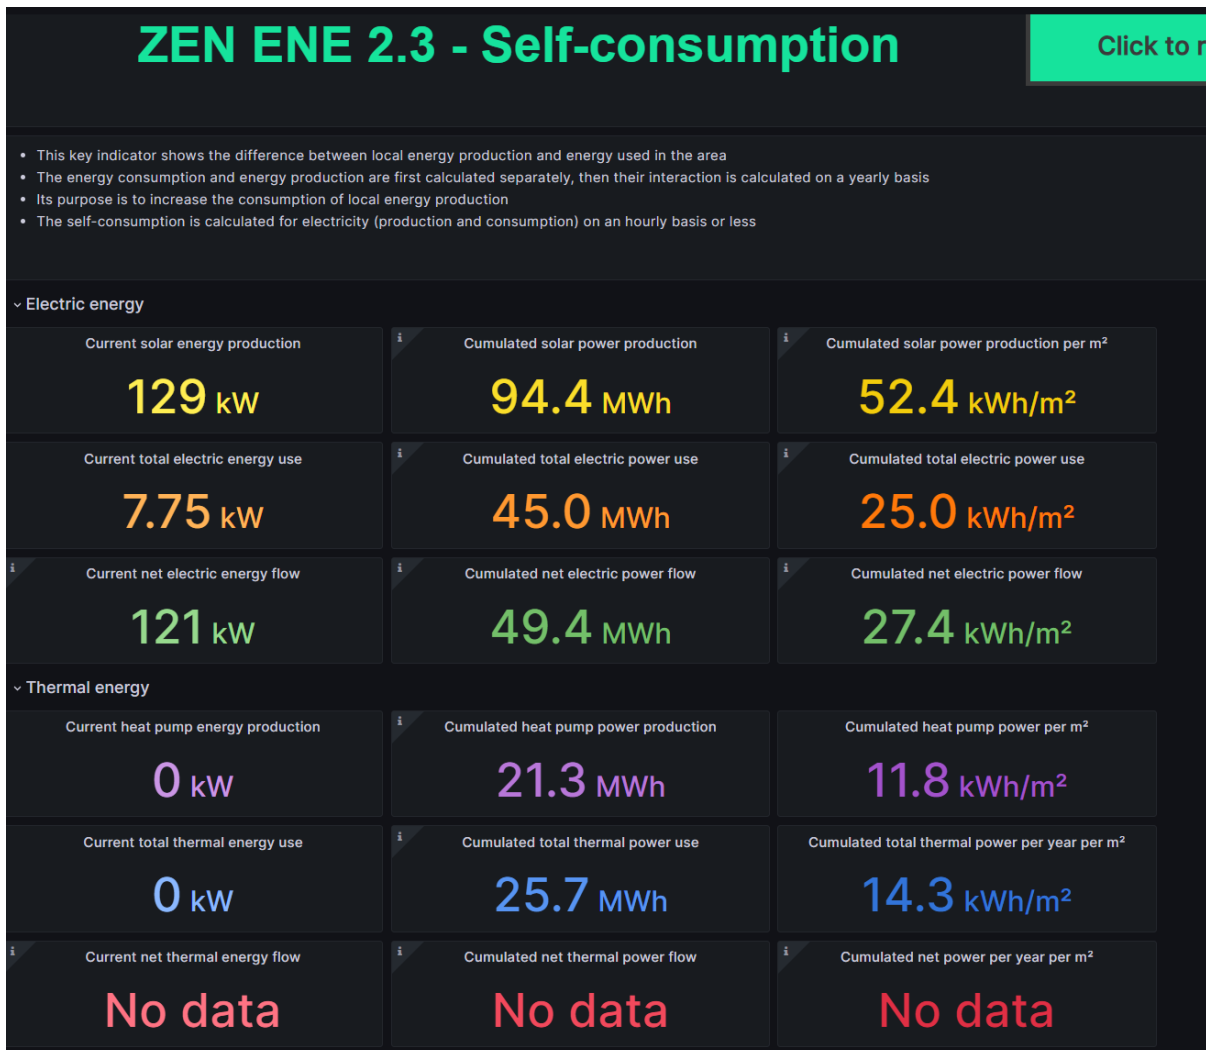 ZEN ENE 2.3 - Self-consumption
Click to r
• This key indicator shows the difference between local energy production and energy used in the area
• The energy consumption and energy production are first calculated separately, then their interaction is calculated on a yearly basis
• Its purpose is to increase the consumption of local energy production
• The self-consumption is calculated for electricity (production and consumption) on an hourly basis or less
Electric energy
Current solar energy production
129 kW
Cumulated solar power production
94.4 MWh
Cumulated solar power production per m²
52.4 kWh/m²
Current total electric energy use
7.75 kW
Cumulated total electric power use
45.0 MWh
Cumulated total electric power use
25.0 kWh/m²
Current net electric energy flow
121 kW
Cumulated net electric power flow
49.4 MWh
Cumulated net electric power flow
27.4 kWh/m²
Thermal energy
Current heat pump energy production
0 kW
Cumulated heat pump power production
21.3 MWh
Cumulated heat pump power per m²
11.8 kWh/m²
Current total thermal energy use
0 kW
Cumulated total thermal power use
25.7 MWh
Cumulated total thermal power per year per m²
14.3 kWh/m²
Current net thermal energy flow
No data
Cumulated net thermal power flow
No data
Cumulated net power per year per m²
No data